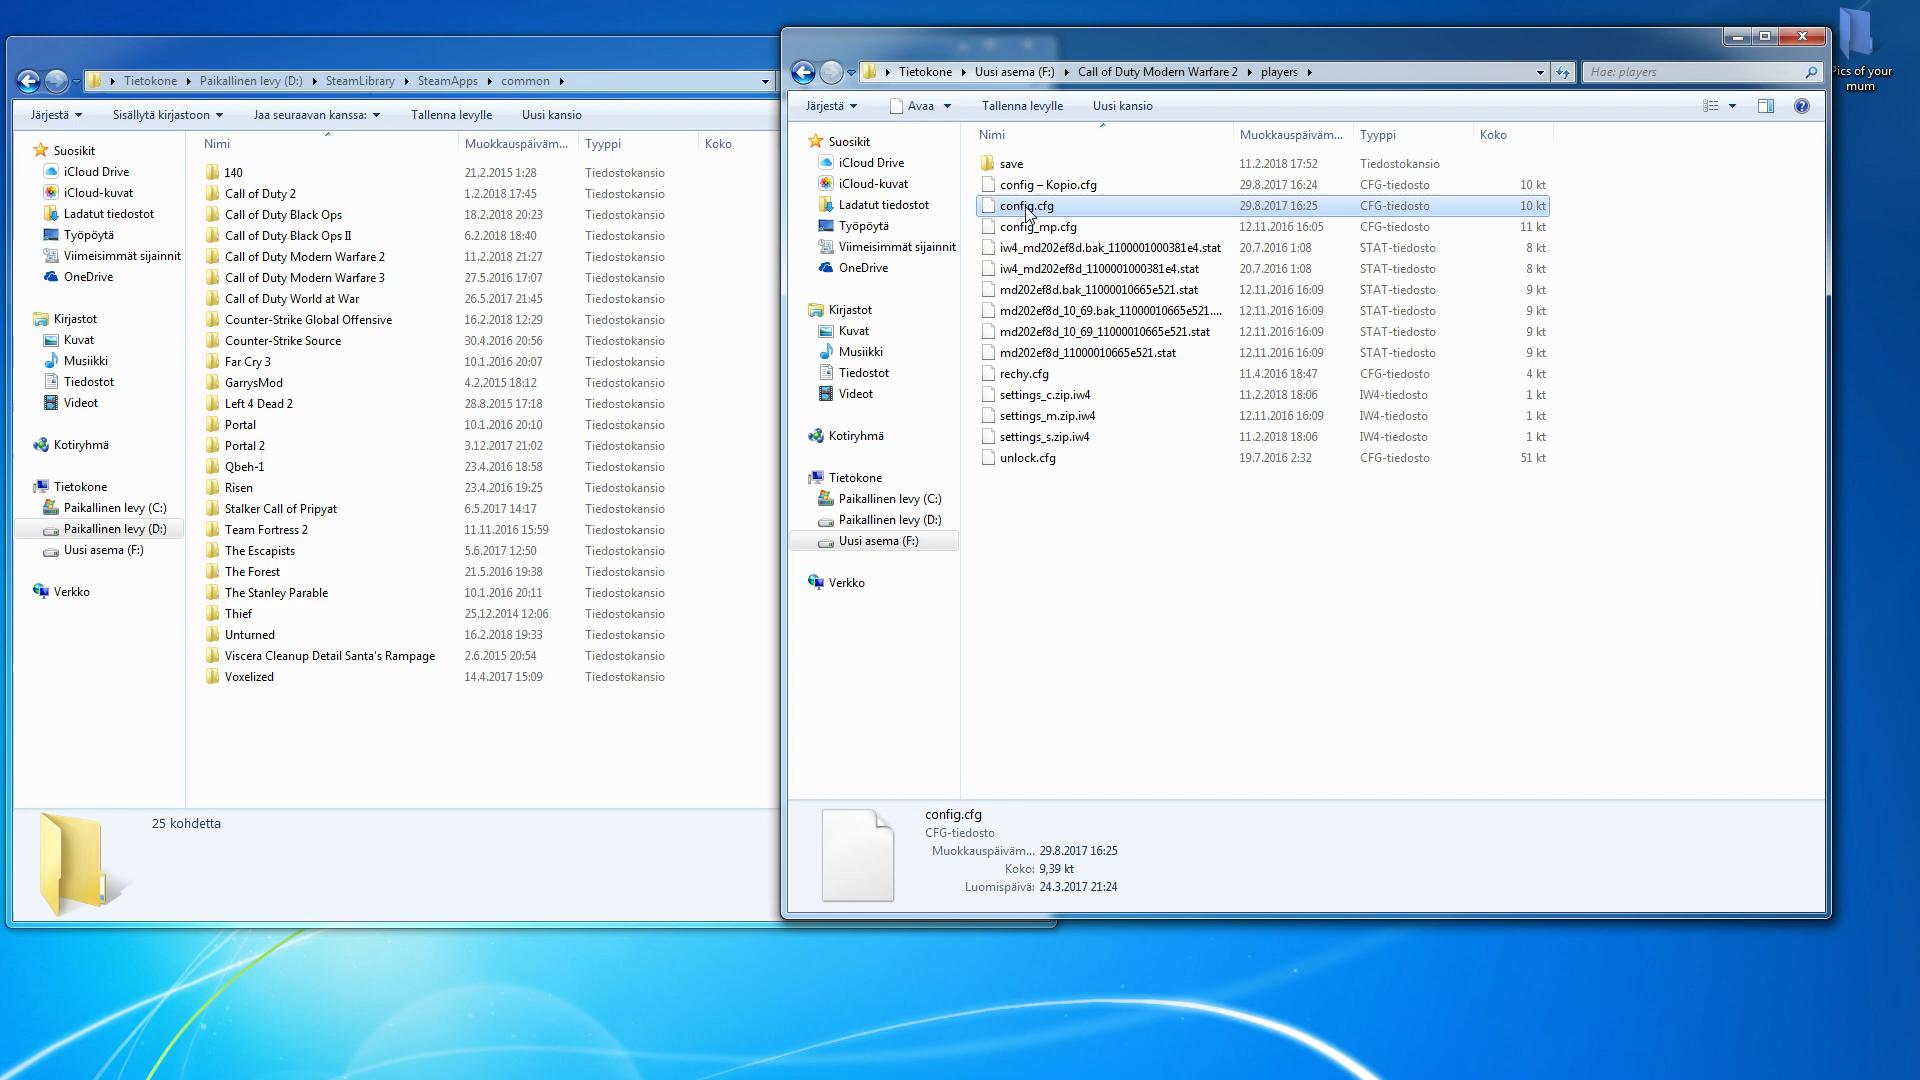 Tietokone Paikallinen levy (D:) SteamLibrary SteamApps common
Järjestä Sisällytä kirjastoon Jaa seuraavan kanssa: Tallenna levylle Uusi kansio
Nimi Muokkauspäiväm... Tyyppi Koko
Suosikit
iCloud Drive
iCloud-kuvat
Ladatut tiedostot
Työpöytä
Viimeisimmät sijainnit
OneDrive
Kirjastot
Kuvat
Musiikki
Tiedostot
Videot
Kotiryhmä
Tietokone
Paikallinen levy (C:)
Paikallinen levy (D:)
Uusi asema (F:)
Verkko
140 21.2.2015 1:28 Tiedostokansio
Call of Duty 2 1.2.2018 17:45 Tiedostokansio
Call of Duty Black Ops 18.2.2018 20:23 Tiedostokansio
Call of Duty Black Ops II 6.2.2018 18:40 Tiedostokansio
Call of Duty Modern Warfare 2 11.2.2018 21:27 Tiedostokansio
Call of Duty Modern Warfare 3 27.5.2016 17:07 Tiedostokansio
Call of Duty World at War 26.5.2017 21:45 Tiedostokansio
Counter-Strike Global Offensive 16.2.2018 12:29 Tiedostokansio
Counter-Strike Source 30.4.2016 20:56 Tiedostokansio
Far Cry 3 10.1.2016 20:07 Tiedostokansio
GarrysMod 4.2.2015 18:12 Tiedostokansio
Left 4 Dead 2 28.8.2015 17:18 Tiedostokansio
Portal 10.1.2016 20:10 Tiedostokansio
Portal 2 3.12.2017 21:02 Tiedostokansio
Qbeh-1 23.4.2016 18:58 Tiedostokansio
Risen 23.4.2016 19:25 Tiedostokansio
Stalker Call of Pripyat 6.5.2017 14:17 Tiedostokansio
Team Fortress 2 11.11.2016 15:59 Tiedostokansio
The Escapists 5.6.2017 12:50 Tiedostokansio
The Forest 21.5.2016 19:38 Tiedostokansio
The Stanley Parable 10.1.2016 20:11 Tiedostokansio
Thief 25.12.2014 12:06 Tiedostokansio
Unturned 16.2.2018 19:33 Tiedostokansio
Viscera Cleanup Detail Santa's Rampage 2.6.2015 20:54 Tiedostokansio
Voxelized 14.4.2017 15:09 Tiedostokansio
25 kohdetta
Tietokone Uusi asema (F:) Call of Duty Modern Warfare 2 players Hae: players
Järjestä Avaa Tallenna levylle Uusi kansio
Nimi Muokkauspäiväm... Tyyppi Koko
Suosikit
iCloud Drive
iCloud-kuvat
Ladatut tiedostot
Työpöytä
Viimeisimmät sijainnit
OneDrive
Kirjastot
Kuvat
Musiikki
Tiedostot
Videot
Kotiryhmä
Tietokone
Paikallinen levy (C:)
Paikallinen levy (D:)
Uusi asema (F:)
Verkko
save 11.2.2018 17:52 Tiedostokansio
config – Kopio.cfg 29.8.2017 16:24 CFG-tiedosto 10 kt
config.cfg 29.8.2017 16:25 CFG-tiedosto 10 kt
config_mp.cfg 12.11.2016 16:05 CFG-tiedosto 11 kt
iw4_md202ef8d.bak_1100001000381e4.stat 20.7.2016 1:08 STAT-tiedosto 8 kt
iw4_md202ef8d_1100001000381e4.stat 20.7.2016 1:08 STAT-tiedosto 8 kt
md202ef8d.bak_11000010665e521.stat 12.11.2016 16:09 STAT-tiedosto 9 kt
md202ef8d_10_69.bak_11000010665e521.... 12.11.2016 16:09 STAT-tiedosto 9 kt
md202ef8d_10_69_11000010665e521.stat 12.11.2016 16:09 STAT-tiedosto 9 kt
md202ef8d_11000010665e521.stat 12.11.2016 16:09 STAT-tiedosto 9 kt
rechy.cfg 11.4.2016 18:47 CFG-tiedosto 4 kt
settings_c.zip.iw4 11.2.2018 18:06 IW4-tiedosto 1 kt
settings_m.zip.iw4 12.11.2016 16:09 IW4-tiedosto 1 kt
settings_s.zip.iw4 11.2.2018 18:06 IW4-tiedosto 1 kt
unlock.cfg 19.7.2016 2:32 CFG-tiedosto 51 kt
config.cfg
CFG-tiedosto
Muokkauspäiväm... 29.8.2017 16:25
Koko: 9,39 kt
Luomispäivä: 24.3.2017 21:24
Pics of your
mum